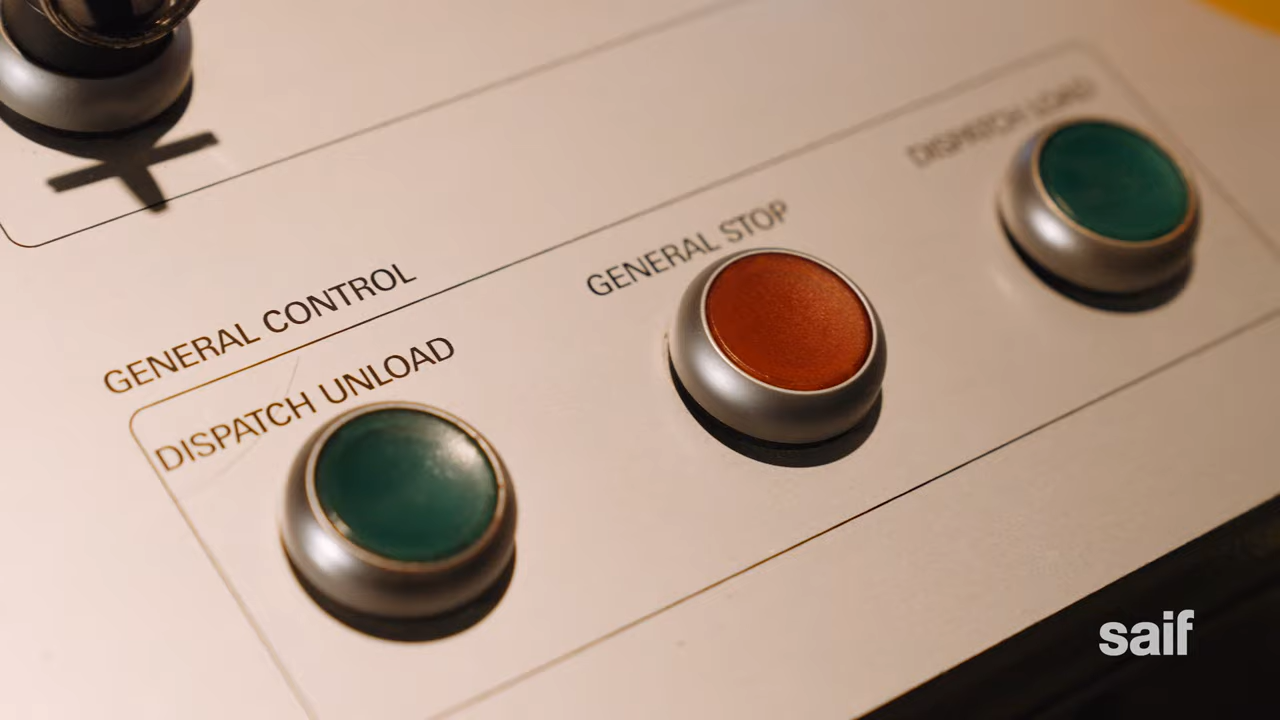 GENERAL CONTROL
DISPATCH UNLOAD
GENERAL STOP
DISPATCH LOAD
saif